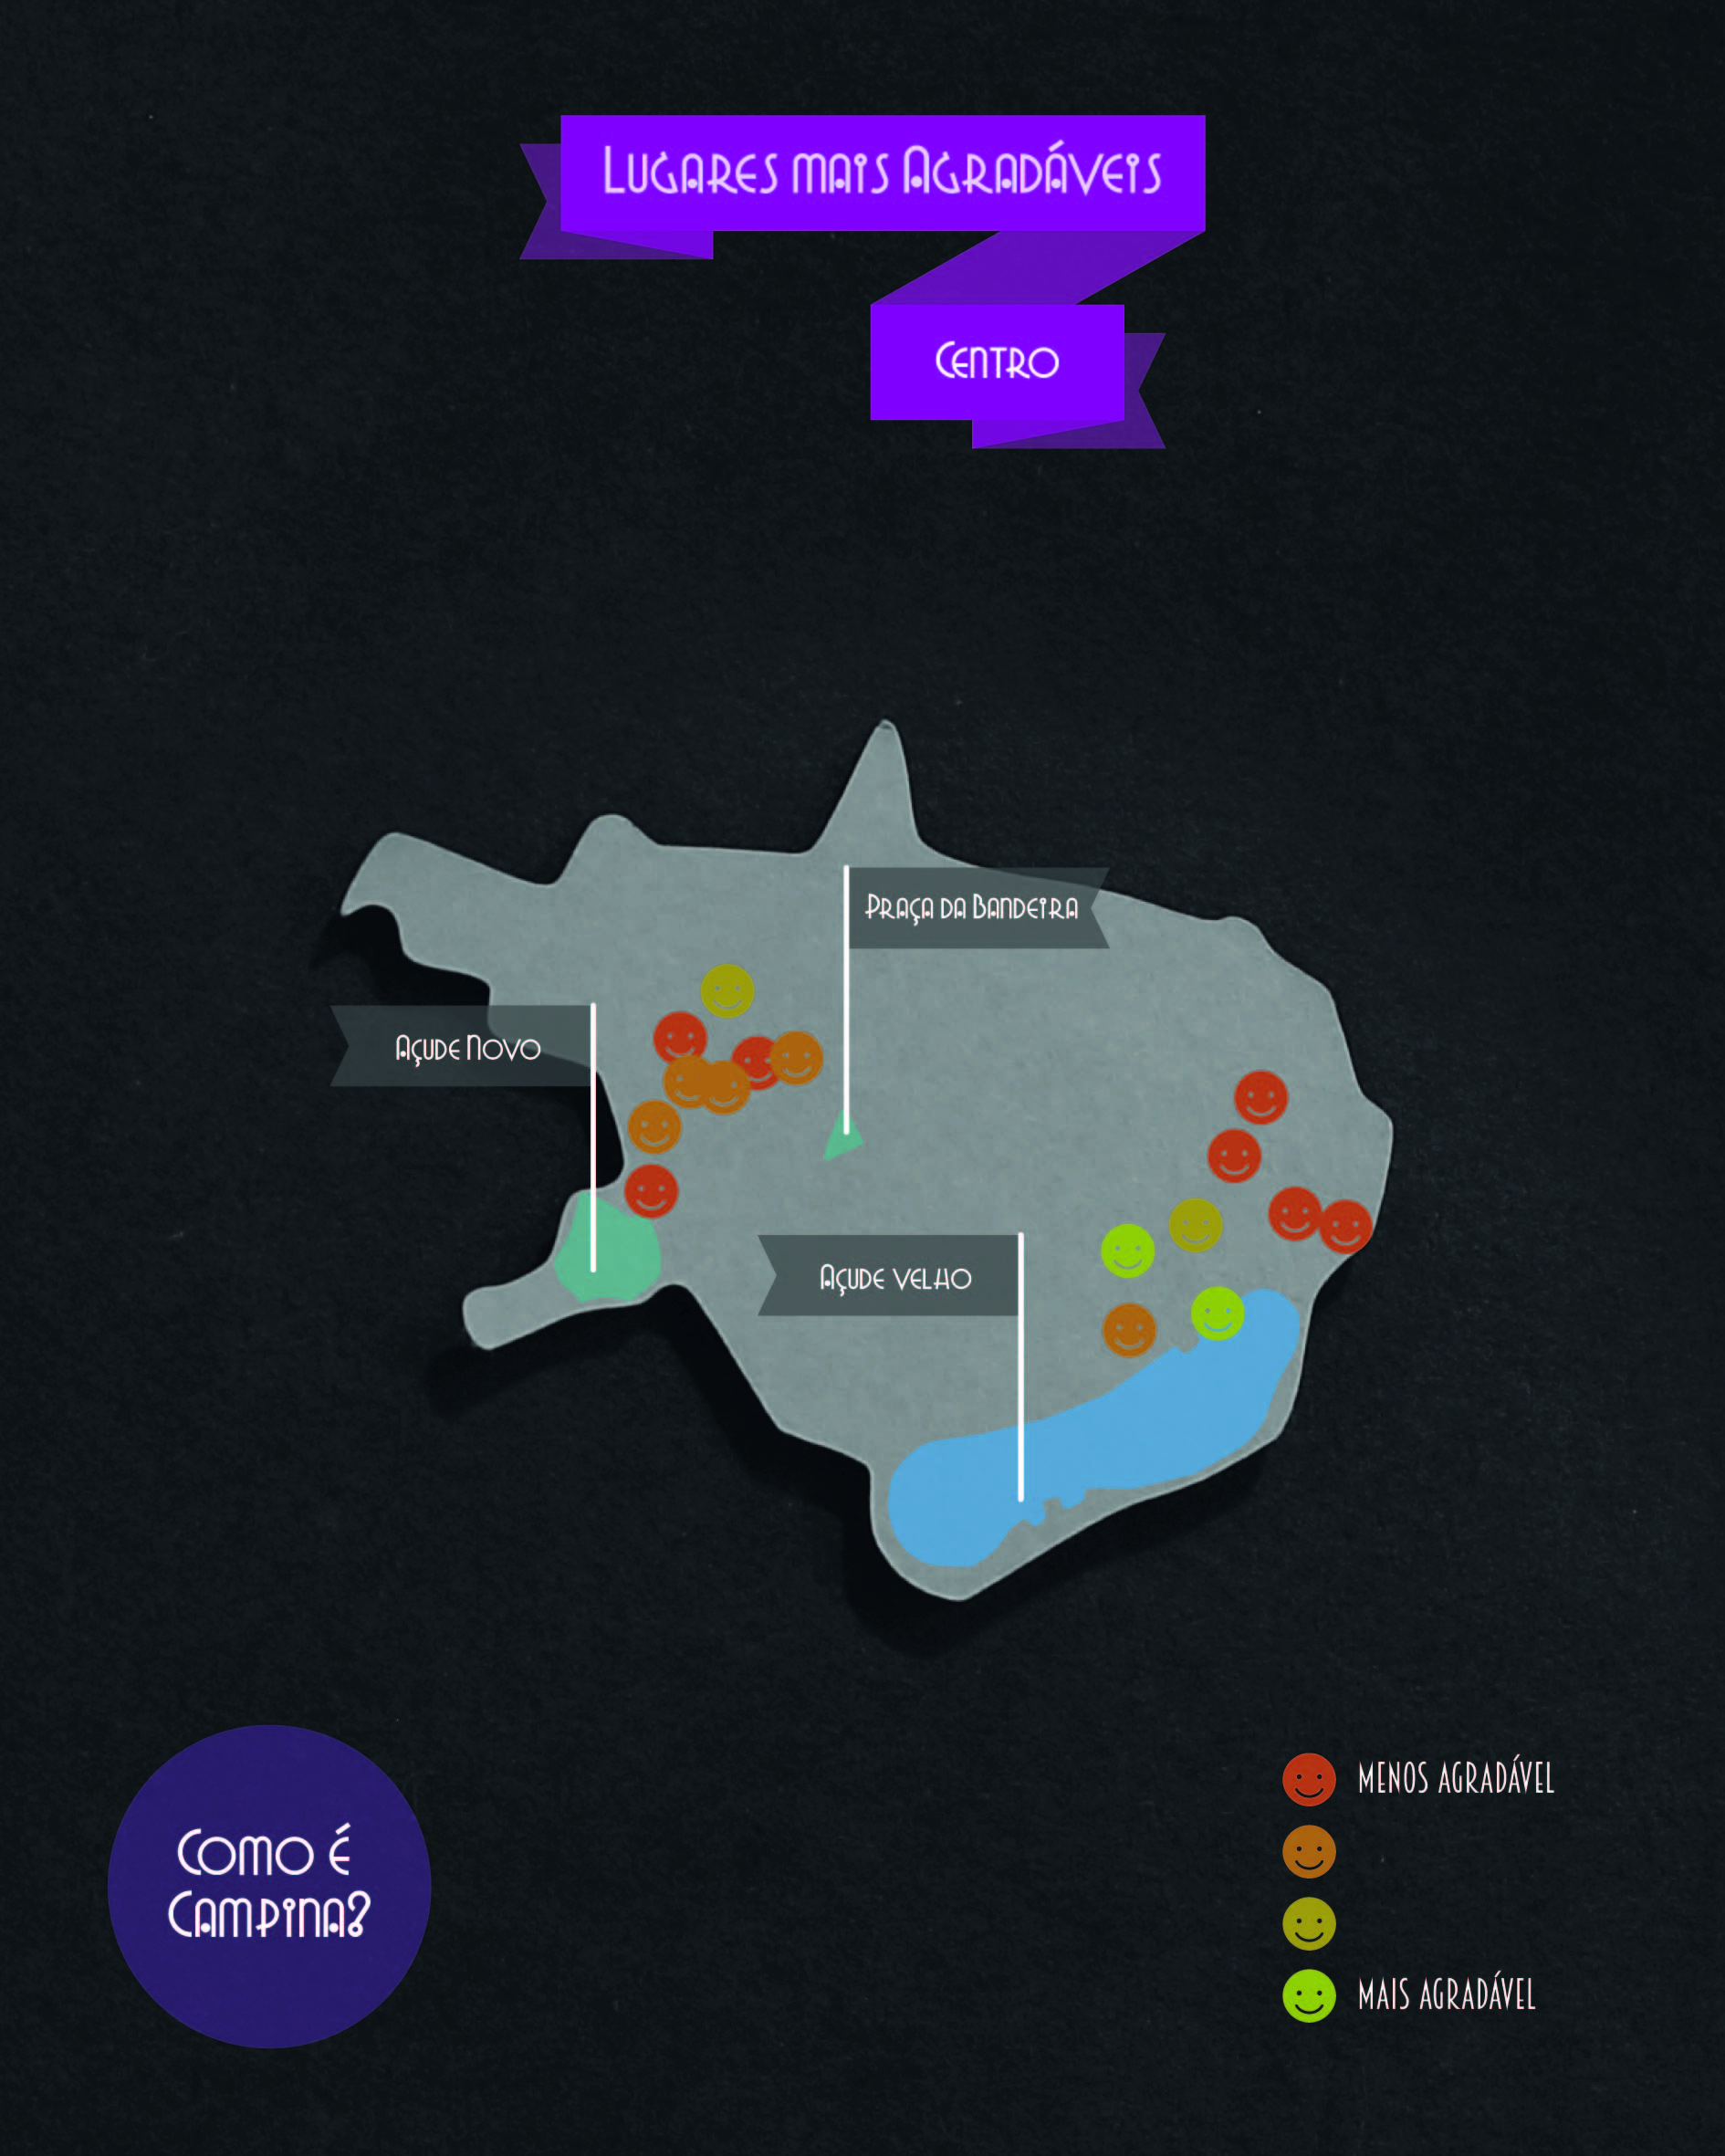 Lugares mais Agradáveis
Centro
Praça da Bandeira
Açude Novo
Açude velho
Como é
Campina?
MENOS AGRADÁVEL
MAIS AGRADÁVEL